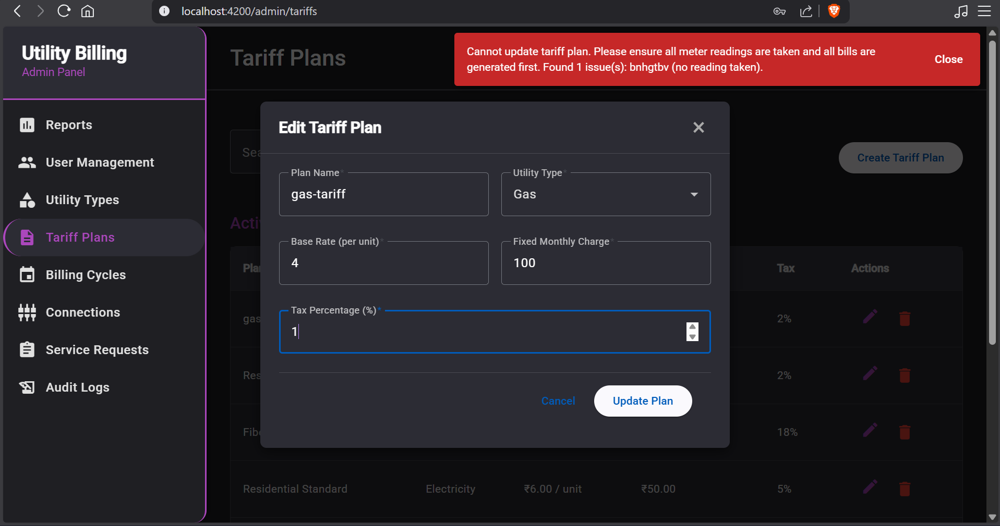 localhost:4200/admin/tariffs
Utility Billing
Admin Panel
Reports
User Management
Utility Types
Tariff Plans
Billing Cycles
Connections
Service Requests
Audit Logs
Tariff Plans
Cannot update tariff plan. Please ensure all meter readings are taken and all bills are
generated first. Found 1 issue(s): bnhgtbv (no reading taken).
Close
Sea
Create Tariff Plan
Edit Tariff Plan
Plan Name*
gas-tariff
Utility Type*
Gas
Base Rate (per unit)*
4
Fixed Monthly Charge*
100
Tax Percentage (%)*
1
Cancel
Update Plan
Acti
Plan Tax Actions
gas 2%
Res 2%
Fib 18%
Residential Standard Electricity ₹6.00 / unit ₹50.00 5%